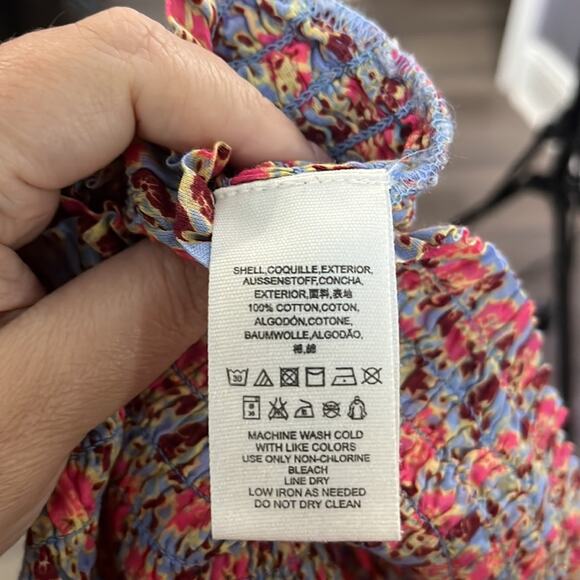 SHELL,COQUILLE,EXTERIOR,
AUSSENSTOFF,CONCHA,
EXTERIOR,面料,表地
100% COTTON,COTON,
ALGODÓN,COTONE,
BAUMWOLLE,ALGODÃO,
棉,綿
30
MACHINE WASH COLD
WITH LIKE COLORS
USE ONLY NON-CHLORINE
BLEACH
LINE DRY
LOW IRON AS NEEDED
DO NOT DRY CLEAN